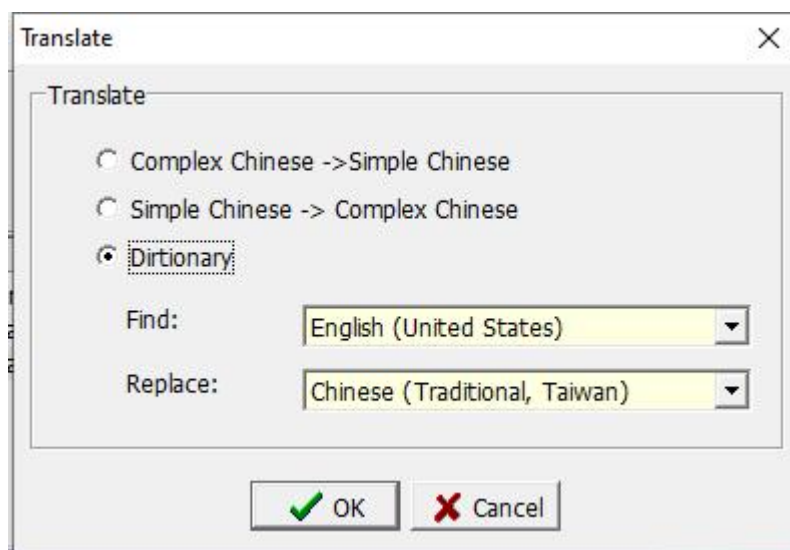 Translate
Translate
Complex Chinese ->Simple Chinese
Simple Chinese -> Complex Chinese
Dirtionary
Find: English (United States)
Replace: Chinese (Traditional, Taiwan)
OK Cancel